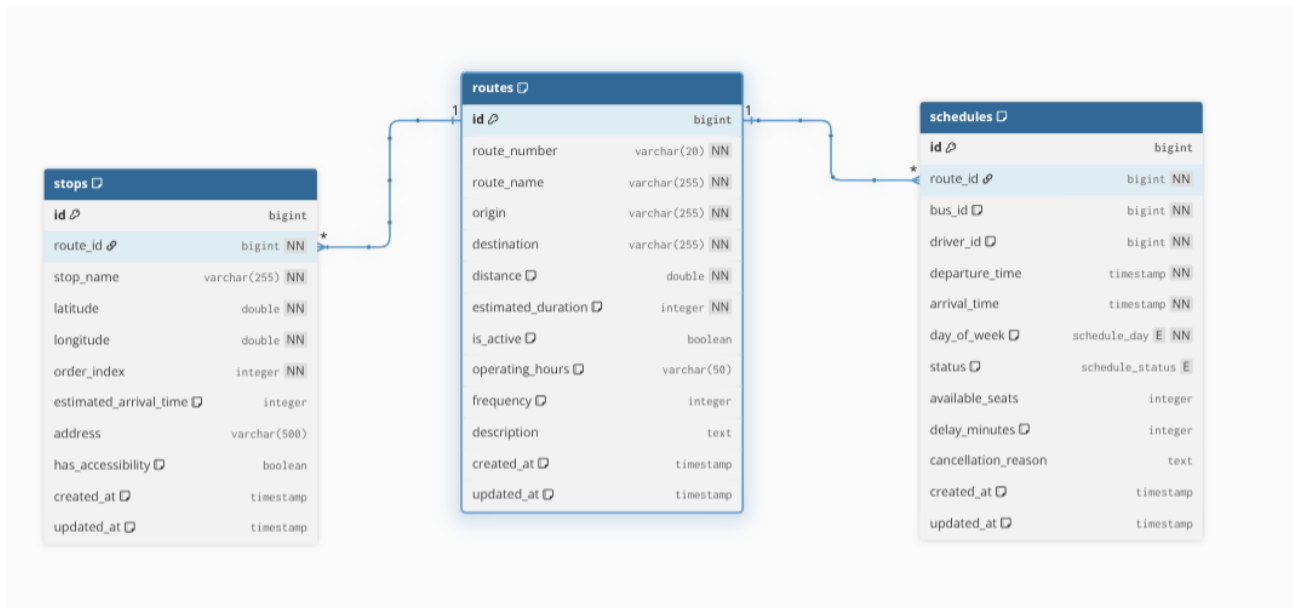 stops
id bigint
route_id bigint NN
stop_name varchar(255) NN
latitude double NN
longitude double NN
order_index integer NN
estimated_arrival_time integer
address varchar(500)
has_accessibility boolean
created_at timestamp
updated_at timestamp
*
1
routes
id bigint
route_number varchar(20) NN
route_name varchar(255) NN
origin varchar(255) NN
destination varchar(255) NN
distance double NN
estimated_duration integer NN
is_active boolean
operating_hours varchar(50)
frequency integer
description text
created_at timestamp
updated_at timestamp
1
*
schedules
id bigint
route_id bigint NN
bus_id bigint NN
driver_id bigint NN
departure_time timestamp NN
arrival_time timestamp NN
day_of_week schedule_day E NN
status schedule_status E
available_seats integer
delay_minutes integer
cancellation_reason text
created_at timestamp
updated_at timestamp